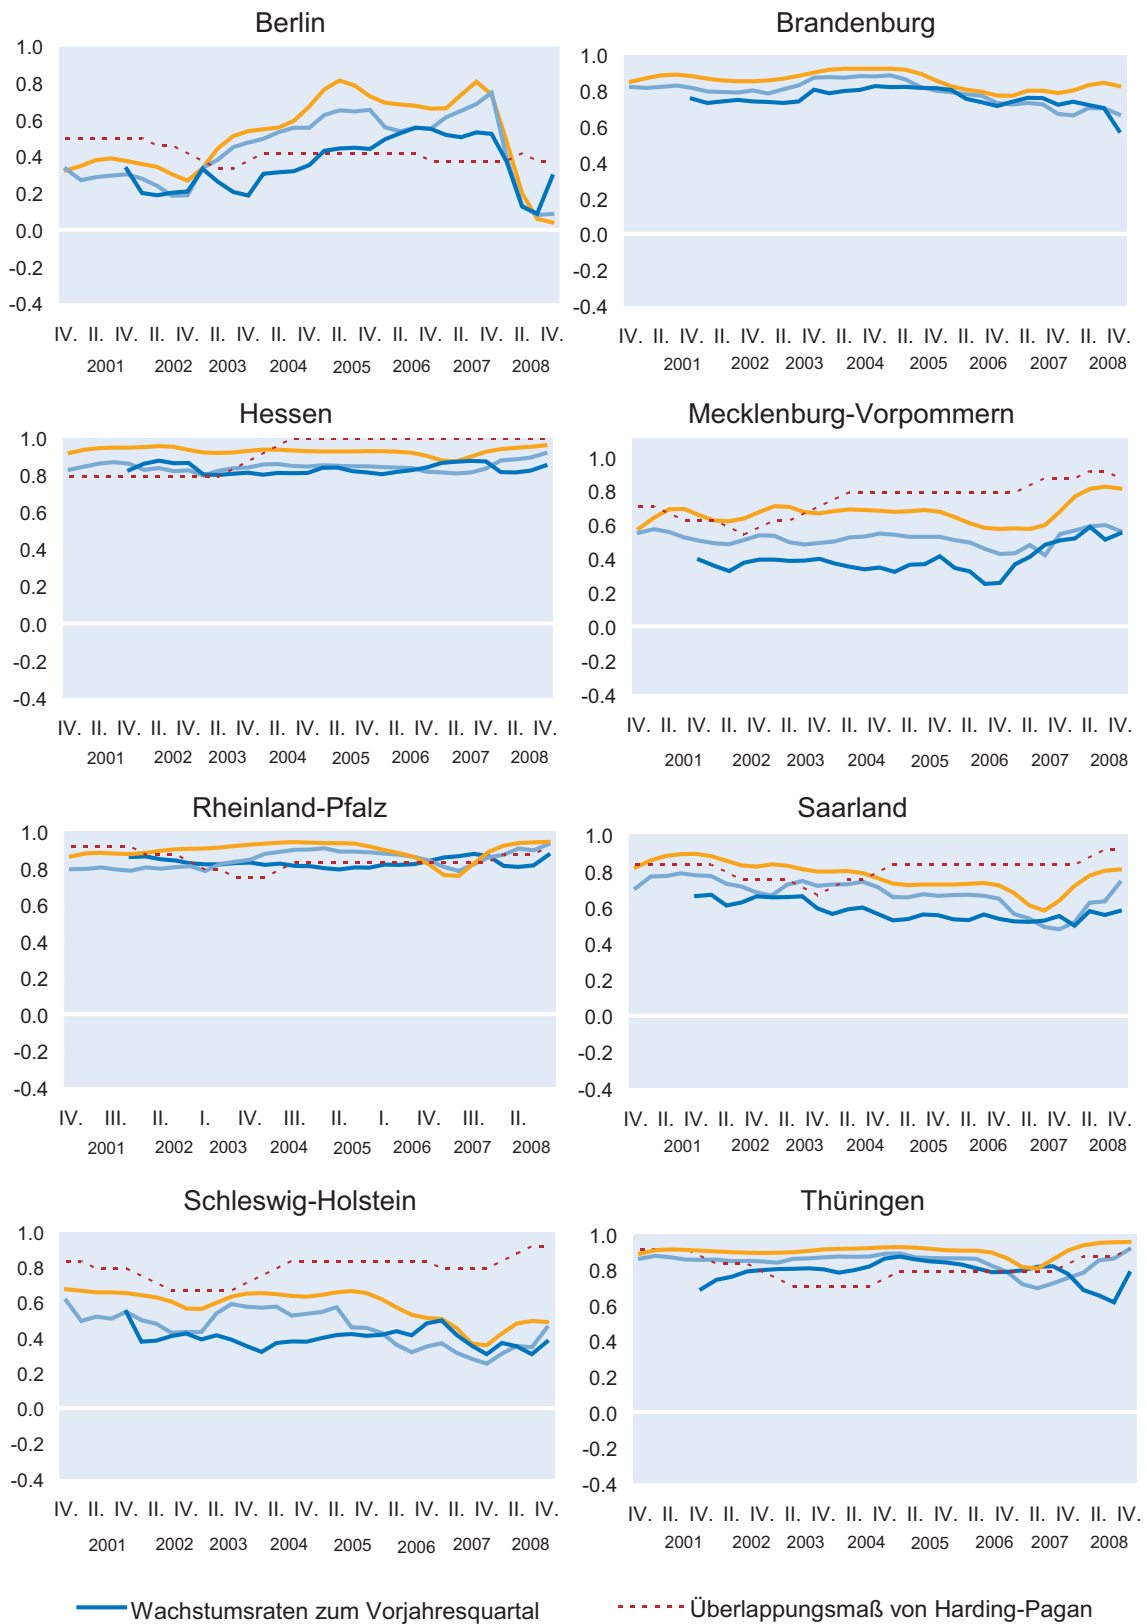 Berlin
1.0
0.8
0.6
0.4
0.2
0.0
-0.2
-0.4
IV. II. IV. II. IV. II. IV. II. IV. II. IV. II. IV. II. IV. II. IV.
2001 2002 2003 2004 2005 2006 2007 2008
Brandenburg
1.0
0.8
0.6
0.4
0.2
0.0
-0.2
-0.4
IV. II. IV. II. IV. II. IV. II. IV. II. IV. II. IV. II. IV. II. IV.
2001 2002 2003 2004 2005 2006 2007 2008
Hessen
1.0
0.8
0.6
0.4
0.2
0.0
-0.2
-0.4
IV. II. IV. II. IV. II. IV. II. IV. II. IV. II. IV. II. IV. II. IV.
2001 2002 2003 2004 2005 2006 2007 2008
Mecklenburg-Vorpommern
1.0
0.8
0.6
0.4
0.2
0.0
-0.2
-0.4
IV. II. IV. II. IV. II. IV. II. IV. II. IV. II. IV. II. IV. II. IV.
2001 2002 2003 2004 2005 2006 2007 2008
Rheinland-Pfalz
1.0
0.8
0.6
0.4
0.2
0.0
-0.2
-0.4
IV. III. II. I. IV. III. II. I. IV. III. II.
2001 2002 2003 2004 2005 2006 2007 2008
Saarland
1.0
0.8
0.6
0.4
0.2
0.0
-0.2
-0.4
IV. II. IV. II. IV. II. IV. II. IV. II. IV. II. IV. II. IV. II. IV.
2001 2002 2003 2004 2005 2006 2007 2008
Schleswig-Holstein
1.0
0.8
0.6
0.4
0.2
0.0
-0.2
-0.4
IV. II. IV. II. IV. II. IV. II. IV. II. IV. II. IV. II. IV. II. IV.
2001 2002 2003 2004 2005 2006 2007 2008
Thüringen
1.0
0.8
0.6
0.4
0.2
0.0
-0.2
-0.4
IV. II. IV. II. IV. II. IV. II. IV. II. IV. II. IV. II. IV. II. IV.
2001 2002 2003 2004 2005 2006 2007 2008
Wachstumsraten zum Vorjahresquartal
Überlappungsmaß von Harding-Pagan